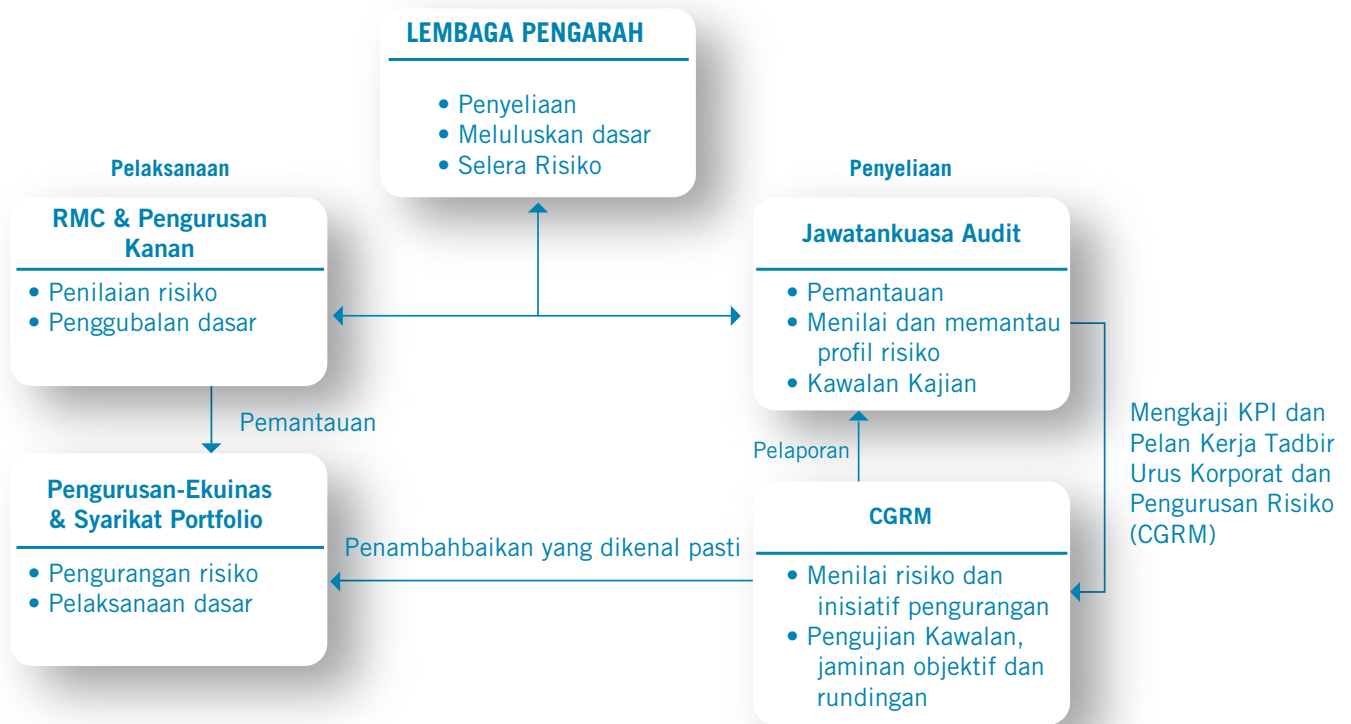 LEMBAGA PENGARAH
• Penyeliaan
• Meluluskan dasar
• Selera Risiko
Pelaksanaan
RMC & Pengurusan
Kanan
• Penilaian risiko
• Penggubalan dasar
Penyeliaan
Jawatankuasa Audit
• Pemantauan
• Menilai dan memantau
profil risiko
• Kawalan Kajian
Pemantauan
Pelaporan
Mengkaji KPI dan
Pelan Kerja Tadbir
Urus Korporat dan
Pengurusan Risiko
(CGRM)
Pengurusan-Ekuinas
& Syarikat Portfolio
• Pengurangan risiko
• Pelaksanaan dasar
Penambahbaikan yang dikenal pasti
CGRM
• Menilai risiko dan
inisiatif pengurangan
• Pengujian Kawalan,
jaminan objektif dan
rundingan